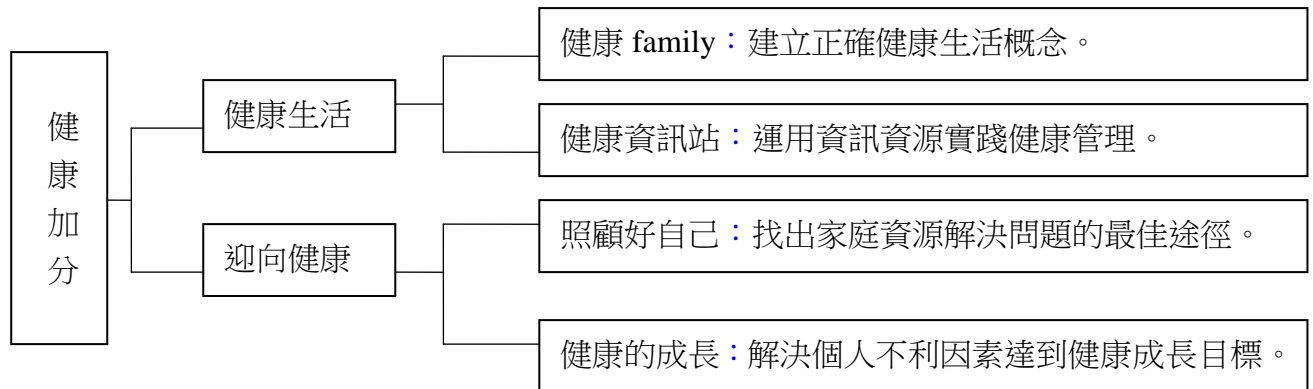 健康加分
健康生活
健康 family：建立正確健康生活概念。
健康資訊站：運用資訊資源實踐健康管理。
迎向健康
照顧好自己：找出家庭資源解決問題的最佳途徑。
健康的成長：解決個人不利因素達到健康成長目標。